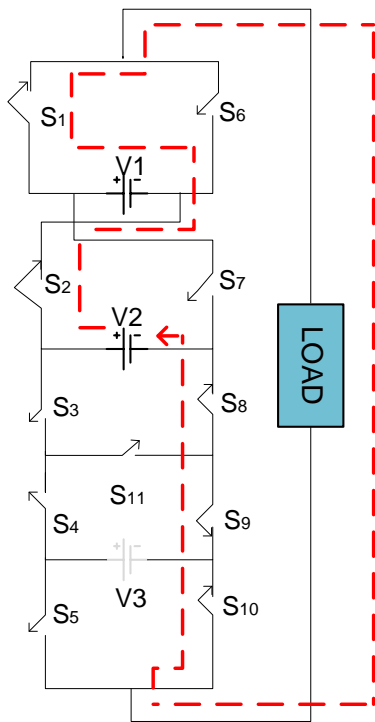 S1
S6
V1
+ -
S2
S7
V2
+ -
LOAD
S3
S8
S11
S4
S9
+ -
V3
S5
S10